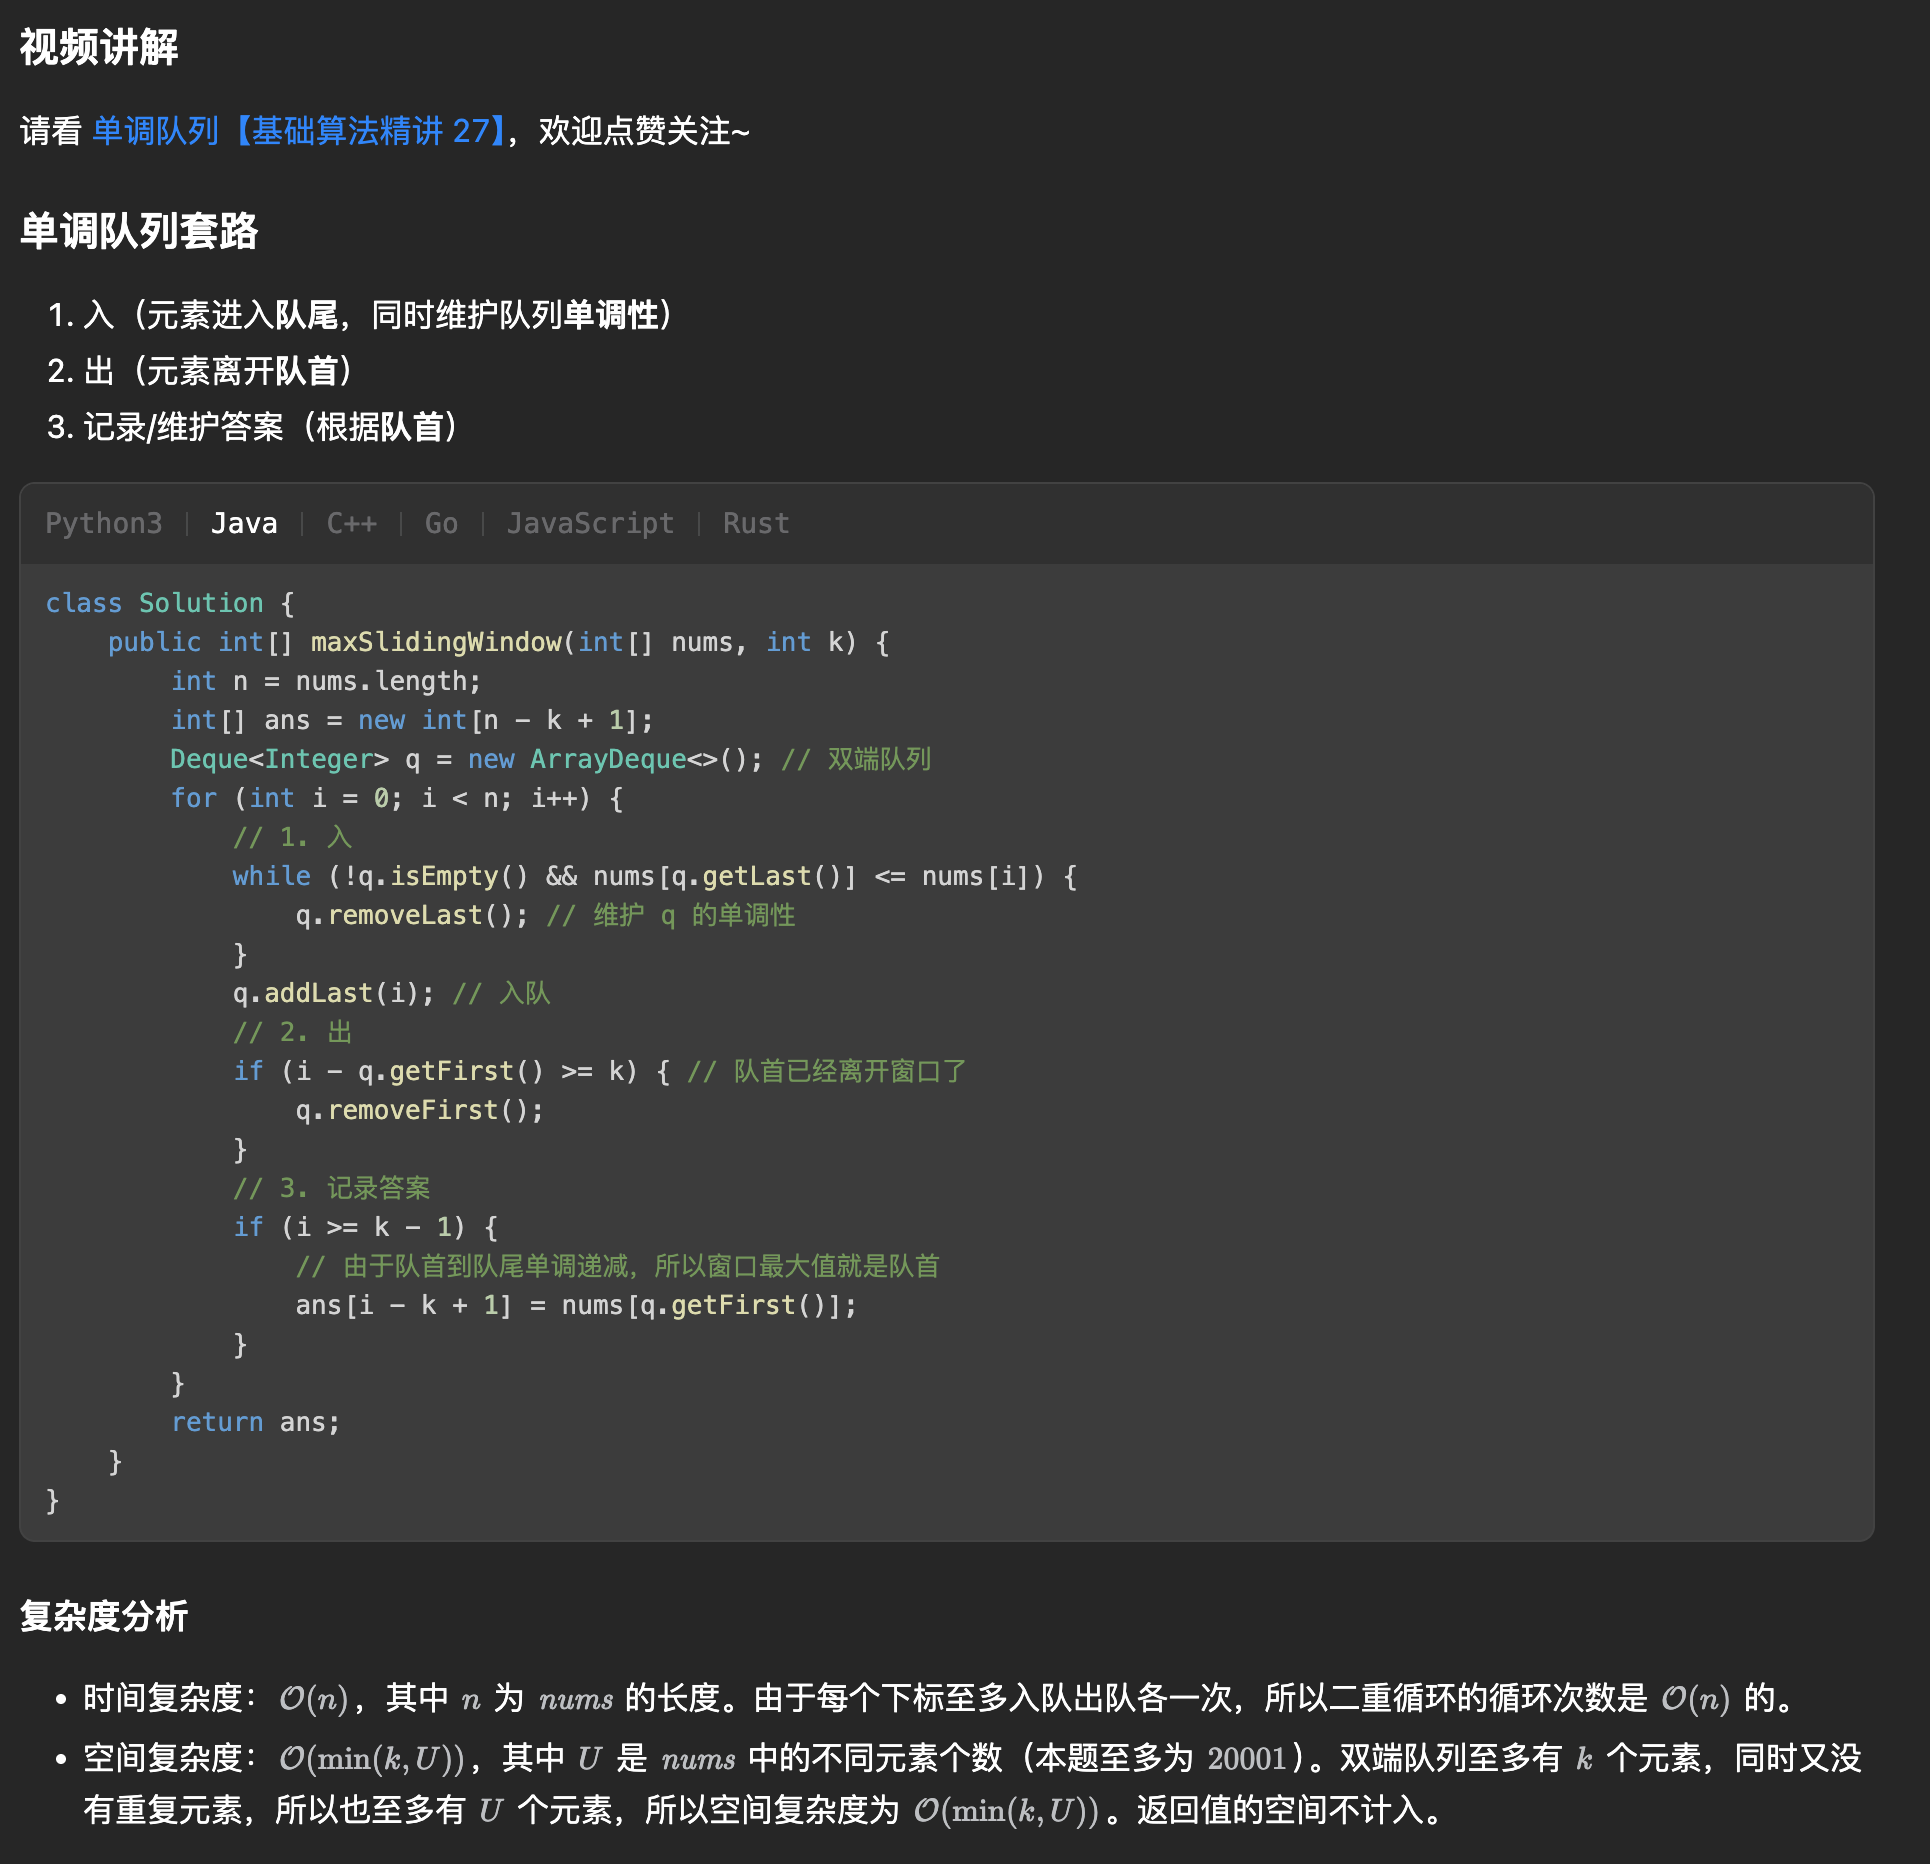 视频讲解
请看 单调队列【基础算法精讲 27】，欢迎点赞关注~
单调队列套路
1. 入（元素进入队尾，同时维护队列单调性）
2. 出（元素离开队首）
3. 记录/维护答案（根据队首）
Python3 | Java | C++ | Go | JavaScript | Rust
class Solution {
    public int[] maxSlidingWindow(int[] nums, int k) {
        int n = nums.length;
        int[] ans = new int[n - k + 1];
        Deque<Integer> q = new ArrayDeque<>(); // 双端队列
        for (int i = 0; i < n; i++) {
            // 1. 入
            while (!q.isEmpty() && nums[q.getLast()] <= nums[i]) {
                q.removeLast(); // 维护 q 的单调性
            }
            q.addLast(i); // 入队
            // 2. 出
            if (i - q.getFirst() >= k) { // 队首已经离开窗口了
                q.removeFirst();
            }
            // 3. 记录答案
            if (i >= k - 1) {
                // 由于队首到队尾单调递减，所以窗口最大值就是队首
                ans[i - k + 1] = nums[q.getFirst()];
            }
        }
        return ans;
    }
}
复杂度分析
• 时间复杂度：O(n)，其中 n 为 nums 的长度。由于每个下标至多入队出队各一次，所以二重循环的循环次数是 O(n) 的。
• 空间复杂度：O(min(k, U))，其中 U 是 nums 中的不同元素个数（本题至多为 20001）。双端队列至多有 k 个元素，同时又没
有重复元素，所以也至多有 U 个元素，所以空间复杂度为 O(min(k, U))。返回值的空间不计入。